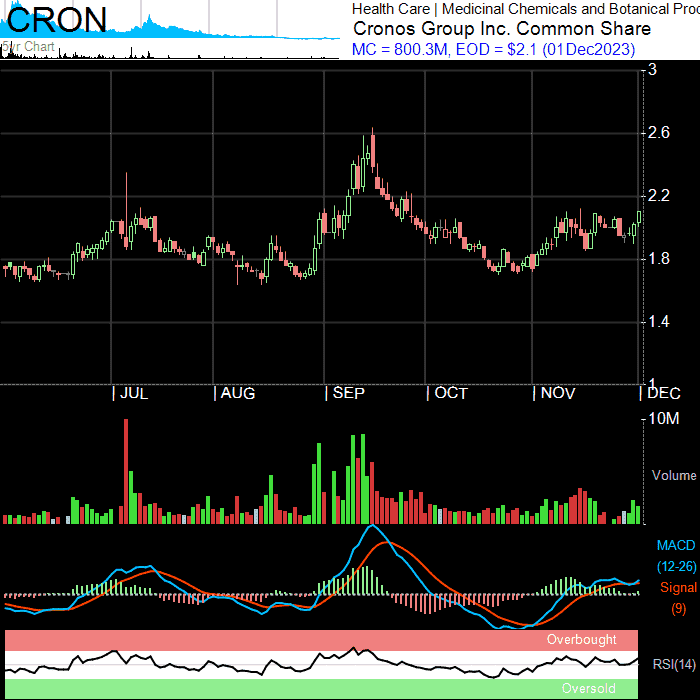 CRON
5yr Chart
Health Care | Medicinal Chemicals and Botanical Proc
Cronos Group Inc. Common Share
MC = 800.3M, EOD = $2.1 (01Dec2023)
3
2.6
2.2
1.8
1.4
1
| JUL | AUG | SEP | OCT | NOV | DEC
10M
Volume
MACD
(12-26)
Signal
(9)
Overbought
RSI(14)
Oversold